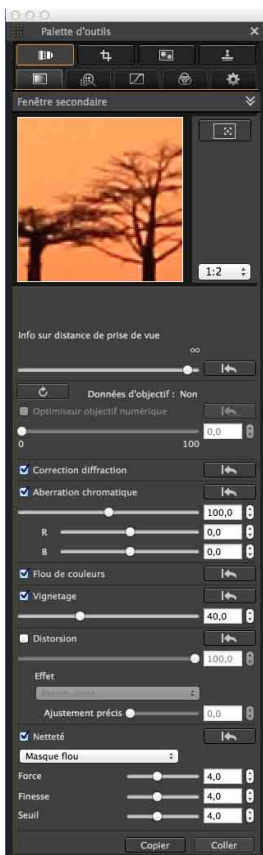 Palette d'outils
Fenêtre secondaire
1:2
Info sur distance de prise de vue
∞
Données d'objectif : Non
Optimiseur objectif numérique
0,0
0 100
Correction diffraction
Aberration chromatique
100,0
R 0,0
B 0,0
Flou de couleurs
Vignetage
40,0
Distorsion
100,0
Effet
Ajustement précis 0,0
Netteté
Masque flou
Force 4,0
Finesse 4,0
Seuil 4,0
Copier Coller